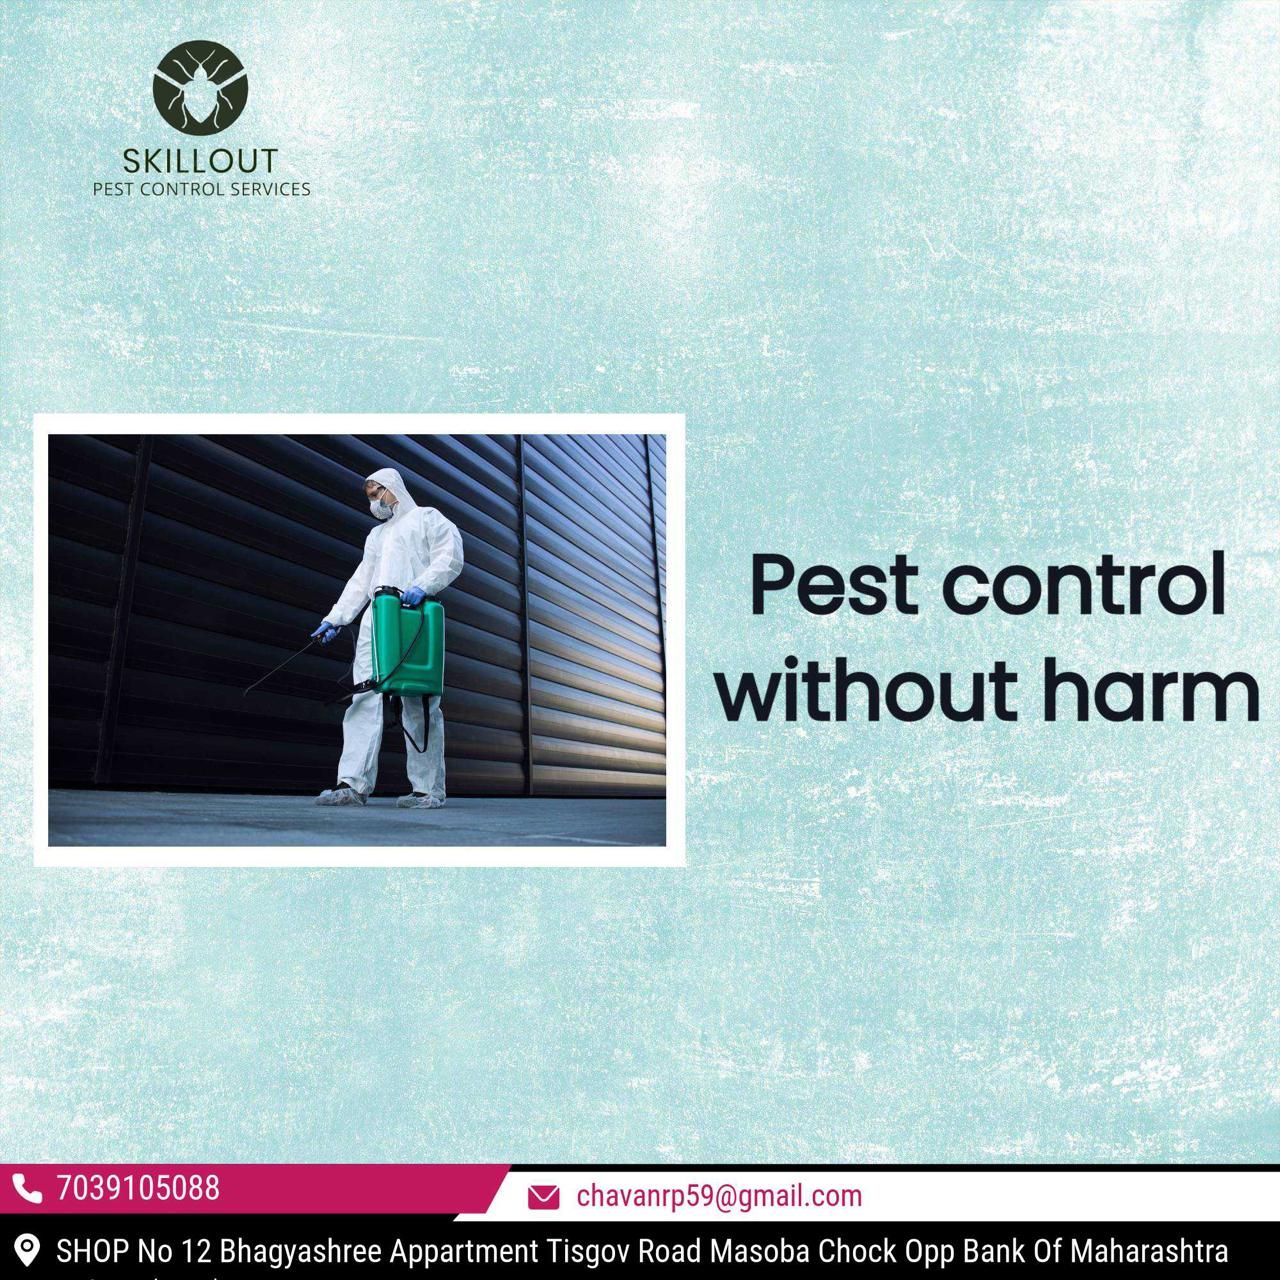 SKILLOUT
PEST CONTROL SERVICES
Pest control
without harm
7039105088
chavanrp59@gmail.com
SHOP No 12 Bhagyashree Appartment Tisgov Road Masoba Chock Opp Bank Of Maharashtra